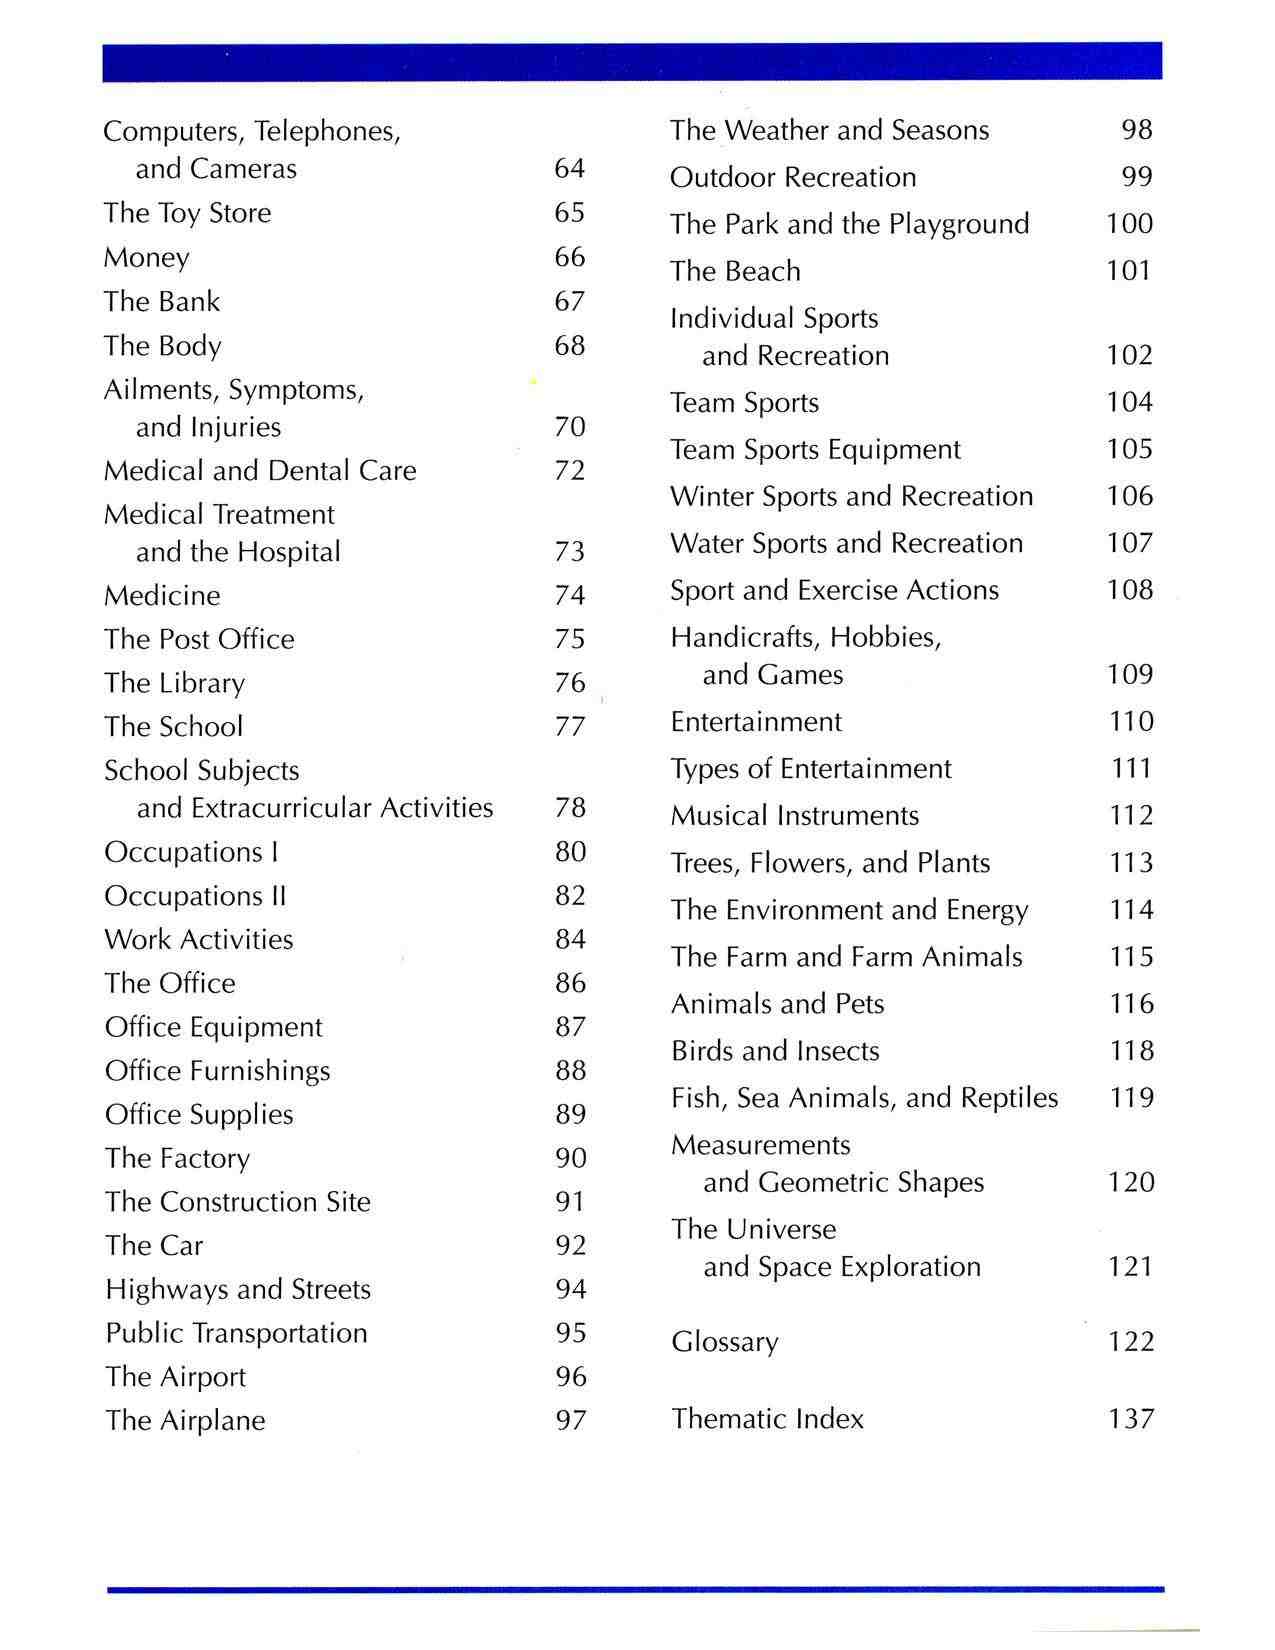 Computers, Telephones,
and Cameras 64
The Toy Store 65
Money 66
The Bank 67
The Body 68
Ailments, Symptoms,
and Injuries 70
Medical and Dental Care 72
Medical Treatment
and the Hospital 73
Medicine 74
The Post Office 75
The Library 76
The School 77
School Subjects
and Extracurricular Activities 78
Occupations I 80
Occupations II 82
Work Activities 84
The Office 86
Office Equipment 87
Office Furnishings 88
Office Supplies 89
The Factory 90
The Construction Site 91
The Car 92
Highways and Streets 94
Public Transportation 95
The Airport 96
The Airplane 97
The Weather and Seasons 98
Outdoor Recreation 99
The Park and the Playground 100
The Beach 101
Individual Sports
and Recreation 102
Team Sports 104
Team Sports Equipment 105
Winter Sports and Recreation 106
Water Sports and Recreation 107
Sport and Exercise Actions 108
Handicrafts, Hobbies,
and Games 109
Entertainment 110
Types of Entertainment 111
Musical Instruments 112
Trees, Flowers, and Plants 113
The Environment and Energy 114
The Farm and Farm Animals 115
Animals and Pets 116
Birds and Insects 118
Fish, Sea Animals, and Reptiles 119
Measurements
and Geometric Shapes 120
The Universe
and Space Exploration 121
Glossary 122
Thematic Index 137